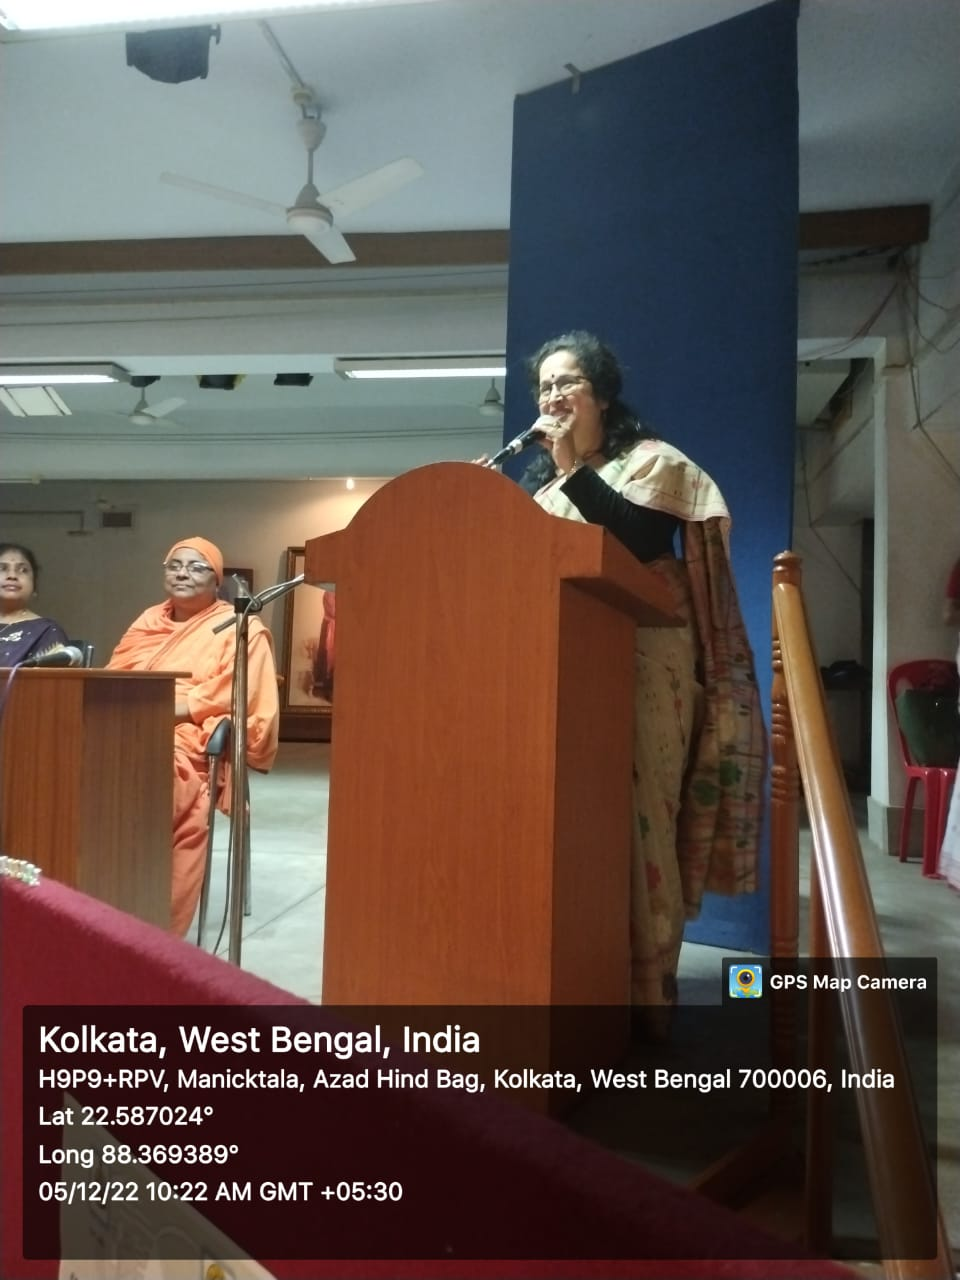 GPS Map Camera
Kolkata, West Bengal, India
H9P9+RPV, Manicktala, Azad Hind Bag, Kolkata, West Bengal 700006, India
Lat 22.587024°
Long 88.369389°
05/12/22 10:22 AM GMT +05:30